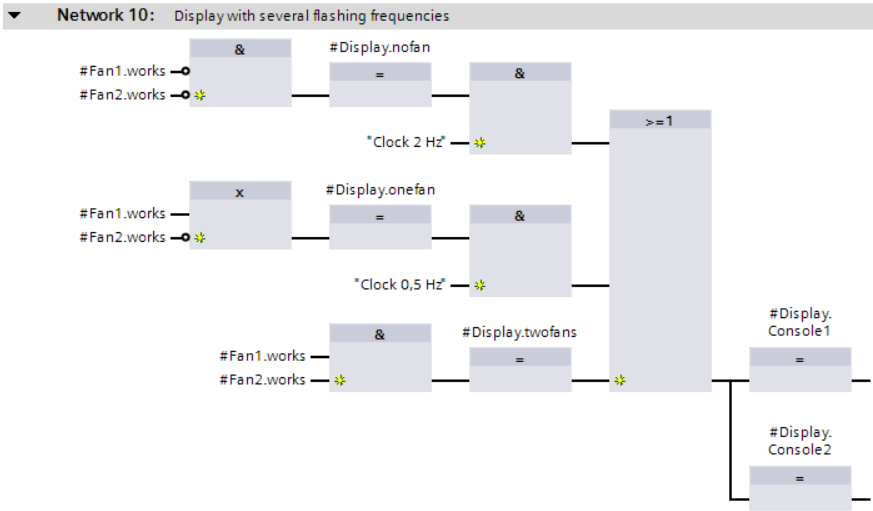 Network 10: Display with several flashing frequencies
& #Display.nofan
#Fan1.works = &
#Fan2.works
"Clock 2 Hz"
>=1
x #Display.onefan
#Fan1.works = &
#Fan2.works
"Clock 0,5 Hz"
& #Display.twofans
#Fan1.works =
#Fan2.works
#Display.
Console1
=
#Display.
Console2
=